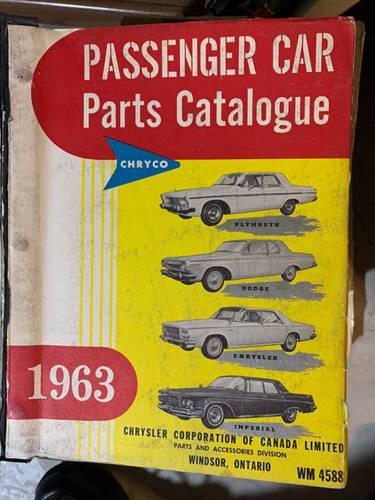 PASSENGER CAR
Parts Catalogue
CHRYCO
PLYMOUTH
DODGE
CHRYSLER
IMPERIAL
1963
CHRYSLER CORPORATION OF CANADA LIMITED
PARTS AND ACCESSORIES DIVISION
WINDSOR, ONTARIO
WM 4588